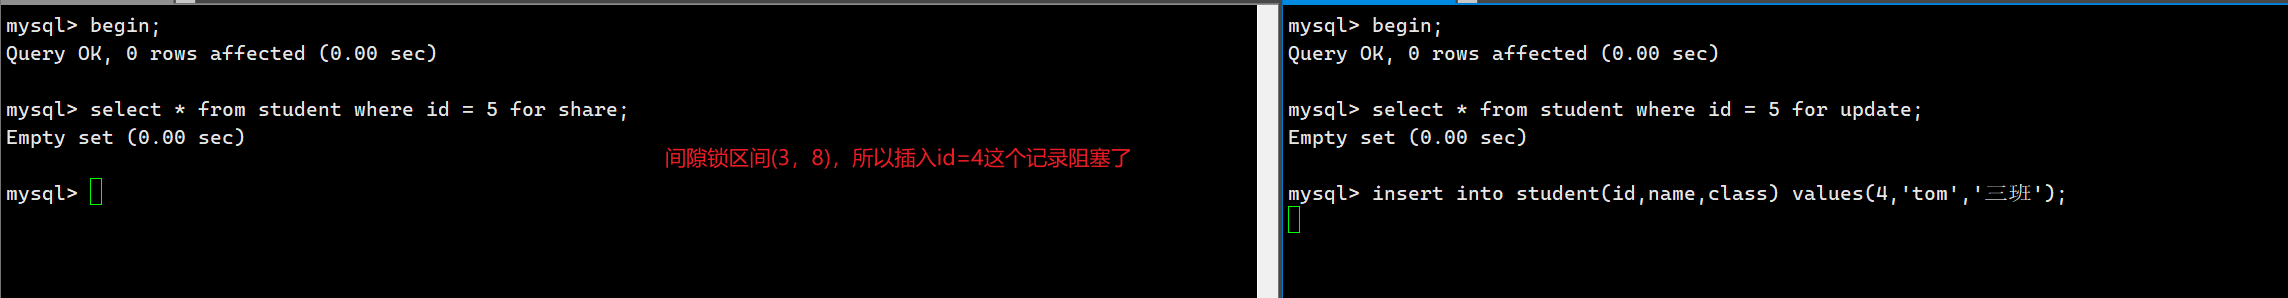 mysql> begin;
Query OK, 0 rows affected (0.00 sec)
mysql> select * from student where id = 5 for share;
Empty set (0.00 sec)
间隙锁区间(3，8)，所以插入id=4这个记录阻塞了
mysql>
mysql> begin;
Query OK, 0 rows affected (0.00 sec)
mysql> select * from student where id = 5 for update;
Empty set (0.00 sec)
mysql> insert into student(id,name,class) values(4,'tom','三班');